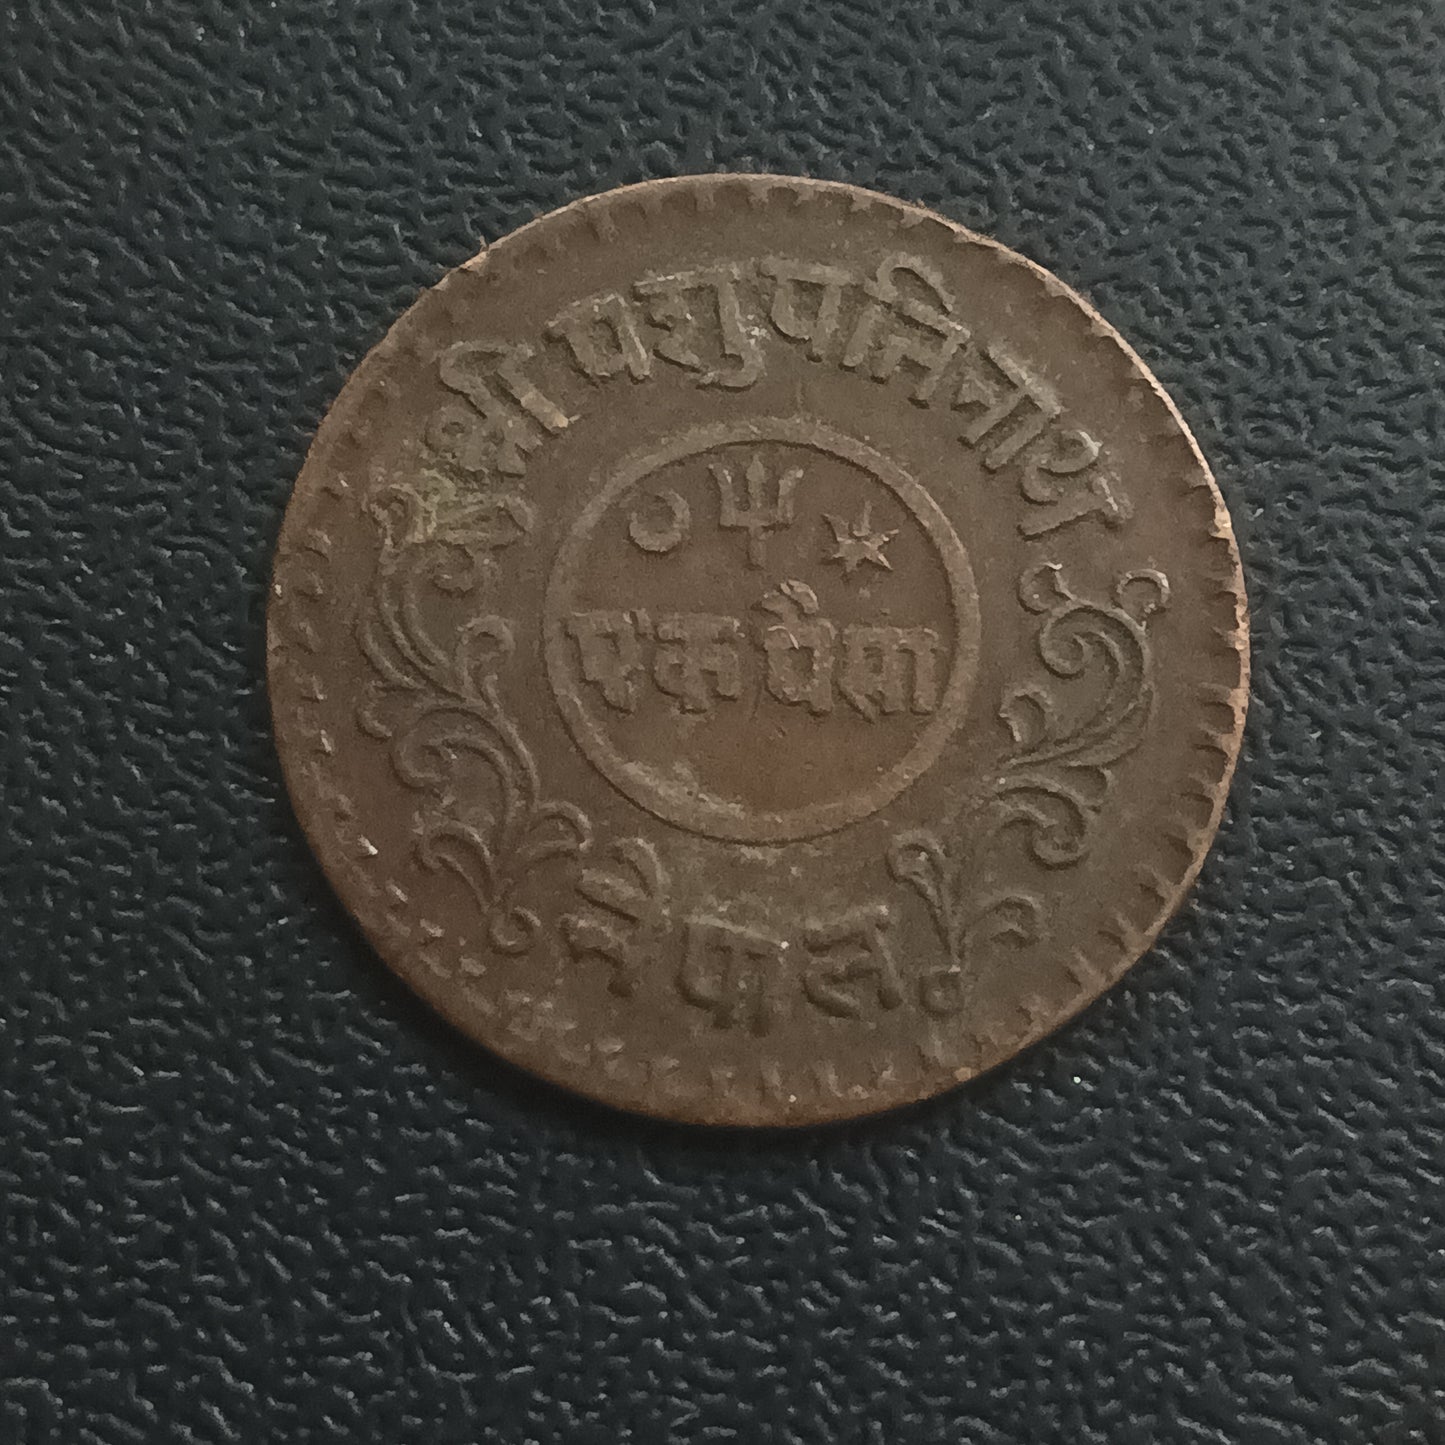 श्री पशुपतिनाथ
एक पैसा
नेपाल